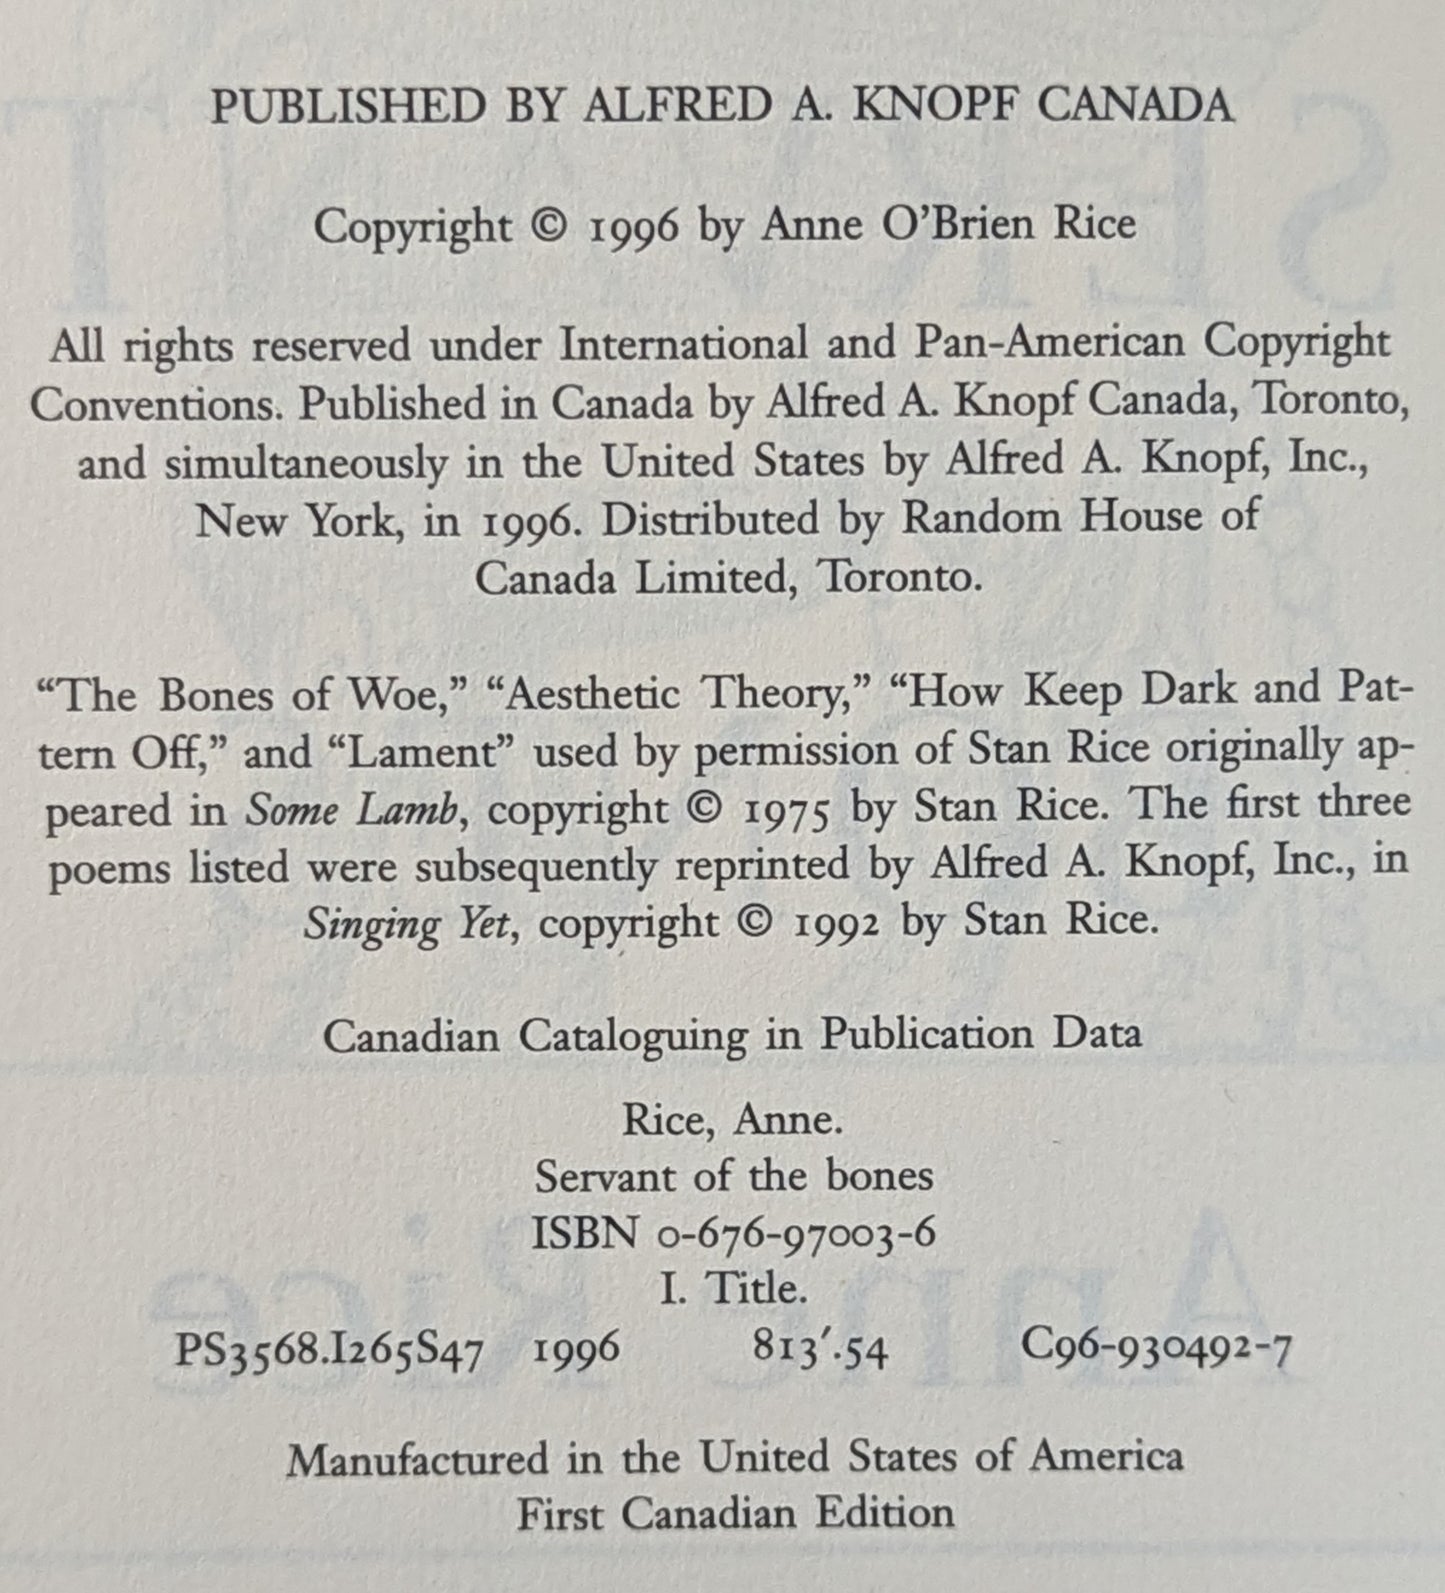 PUBLISHED BY ALFRED A. KNOPF CANADA
Copyright © 1996 by Anne O’Brien Rice
All rights reserved under International and Pan-American Copyright
Conventions. Published in Canada by Alfred A. Knopf Canada, Toronto,
and simultaneously in the United States by Alfred A. Knopf, Inc.,
New York, in 1996. Distributed by Random House of
Canada Limited, Toronto.
“The Bones of Woe,” “Aesthetic Theory,” “How Keep Dark and Pat-
tern Off,” and “Lament” used by permission of Stan Rice originally ap-
peared in Some Lamb, copyright © 1975 by Stan Rice. The first three
poems listed were subsequently reprinted by Alfred A. Knopf, Inc., in
Singing Yet, copyright © 1992 by Stan Rice.
Canadian Cataloguing in Publication Data
Rice, Anne.
Servant of the bones
ISBN 0-676-97003-6
I. Title.
PS3568.I265S47 1996 813′.54 C96-930492-7
Manufactured in the United States of America
First Canadian Edition